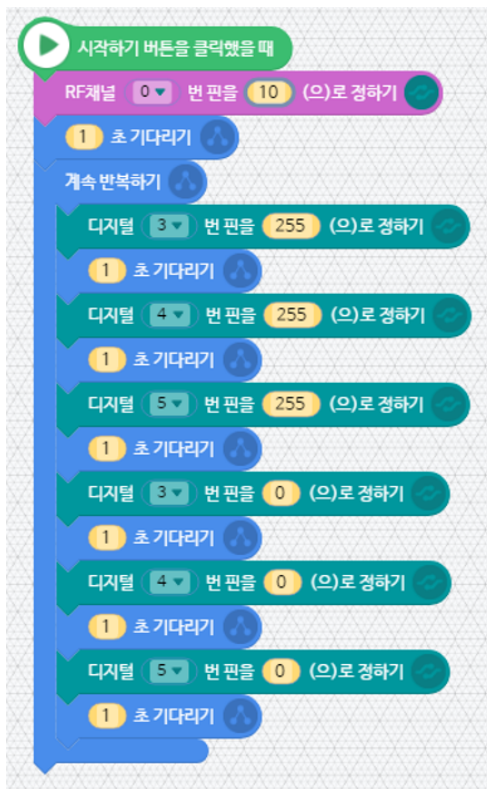 시작하기 버튼을 클릭했을 때
RF채널 0 번 핀을 10 (으)로 정하기
1 초 기다리기
계속 반복하기
디지털 3 번 핀을 255 (으)로 정하기
1 초 기다리기
디지털 4 번 핀을 255 (으)로 정하기
1 초 기다리기
디지털 5 번 핀을 255 (으)로 정하기
1 초 기다리기
디지털 3 번 핀을 0 (으)로 정하기
1 초 기다리기
디지털 4 번 핀을 0 (으)로 정하기
1 초 기다리기
디지털 5 번 핀을 0 (으)로 정하기
1 초 기다리기